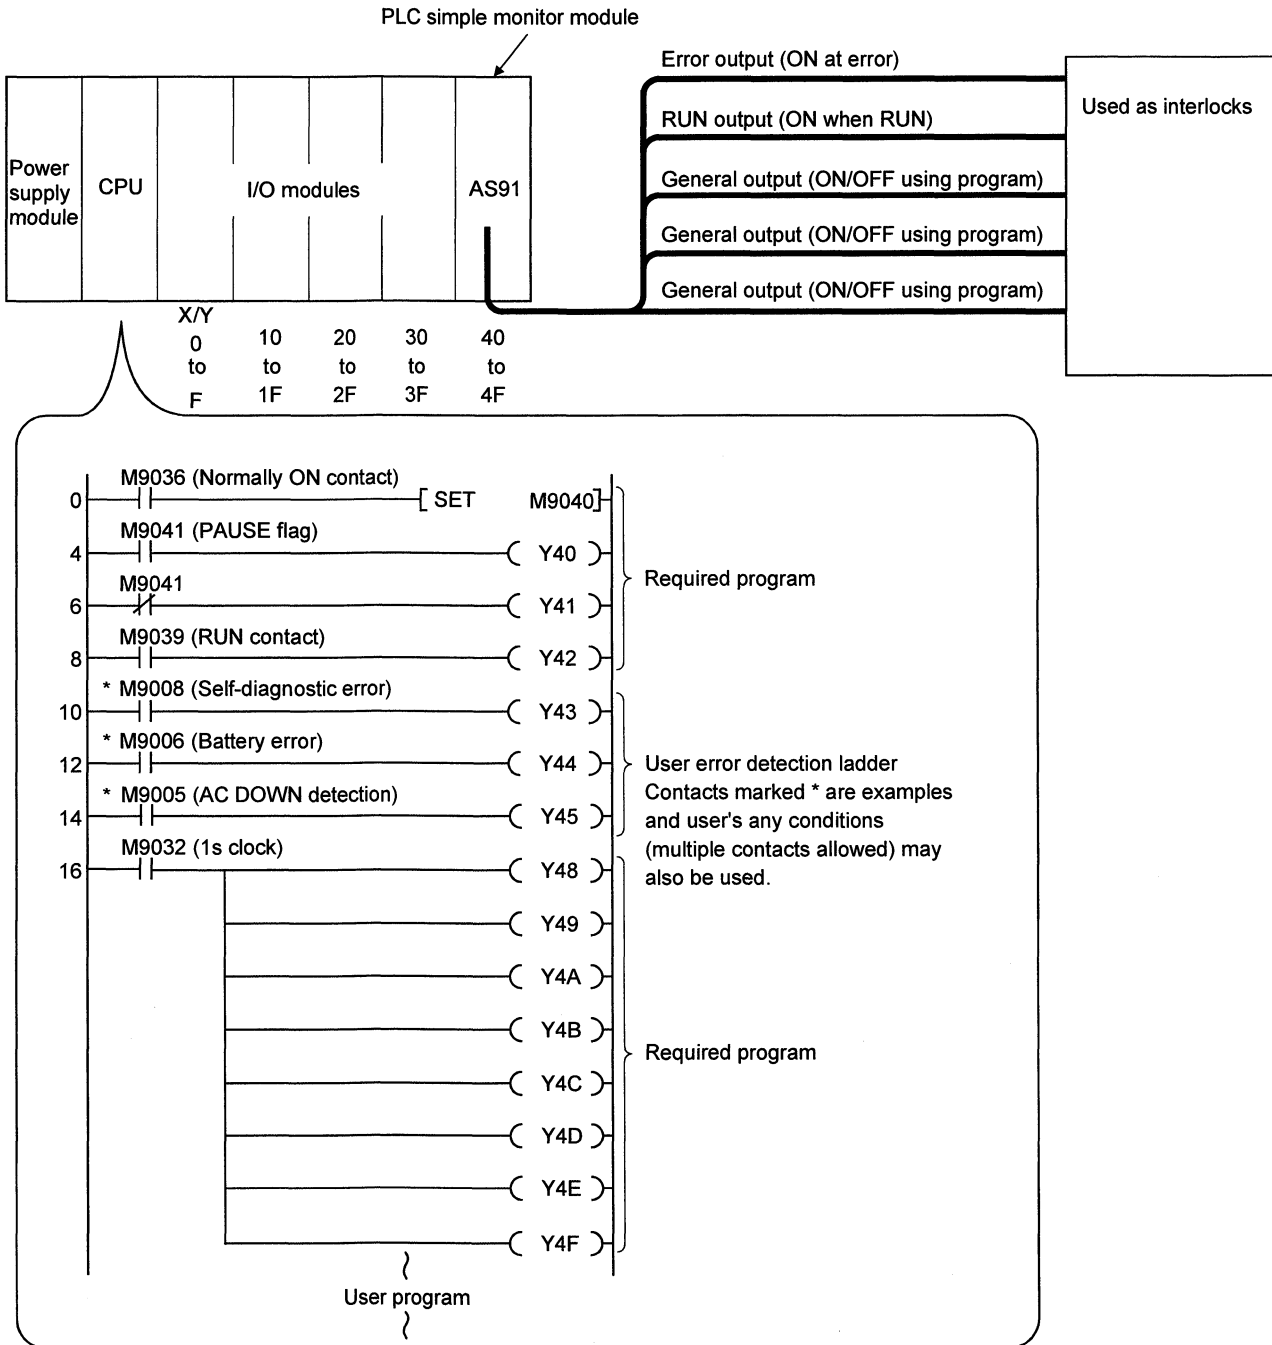 PLC simple monitor module
Error output (ON at error)
Used as interlocks
RUN output (ON when RUN)
Power
supply
module
CPU
I/O modules
AS91
General output (ON/OFF using program)
General output (ON/OFF using program)
General output (ON/OFF using program)
X/Y
0 10 20 30 40
to to to to to
F 1F 2F 3F 4F
M9036 (Normally ON contact)
0 SET M9040
M9041 (PAUSE flag)
4 Y40
Required program
M9041
6 Y41
M9039 (RUN contact)
8 Y42
* M9008 (Self-diagnostic error)
10 Y43
* M9006 (Battery error)
12 Y44
User error detection ladder
Contacts marked * are examples
and user's any conditions
(multiple contacts allowed) may
also be used.
* M9005 (AC DOWN detection)
14 Y45
M9032 (1s clock)
16 Y48
Y49
Y4A
Y4B
Required program
Y4C
Y4D
Y4E
Y4F
User program